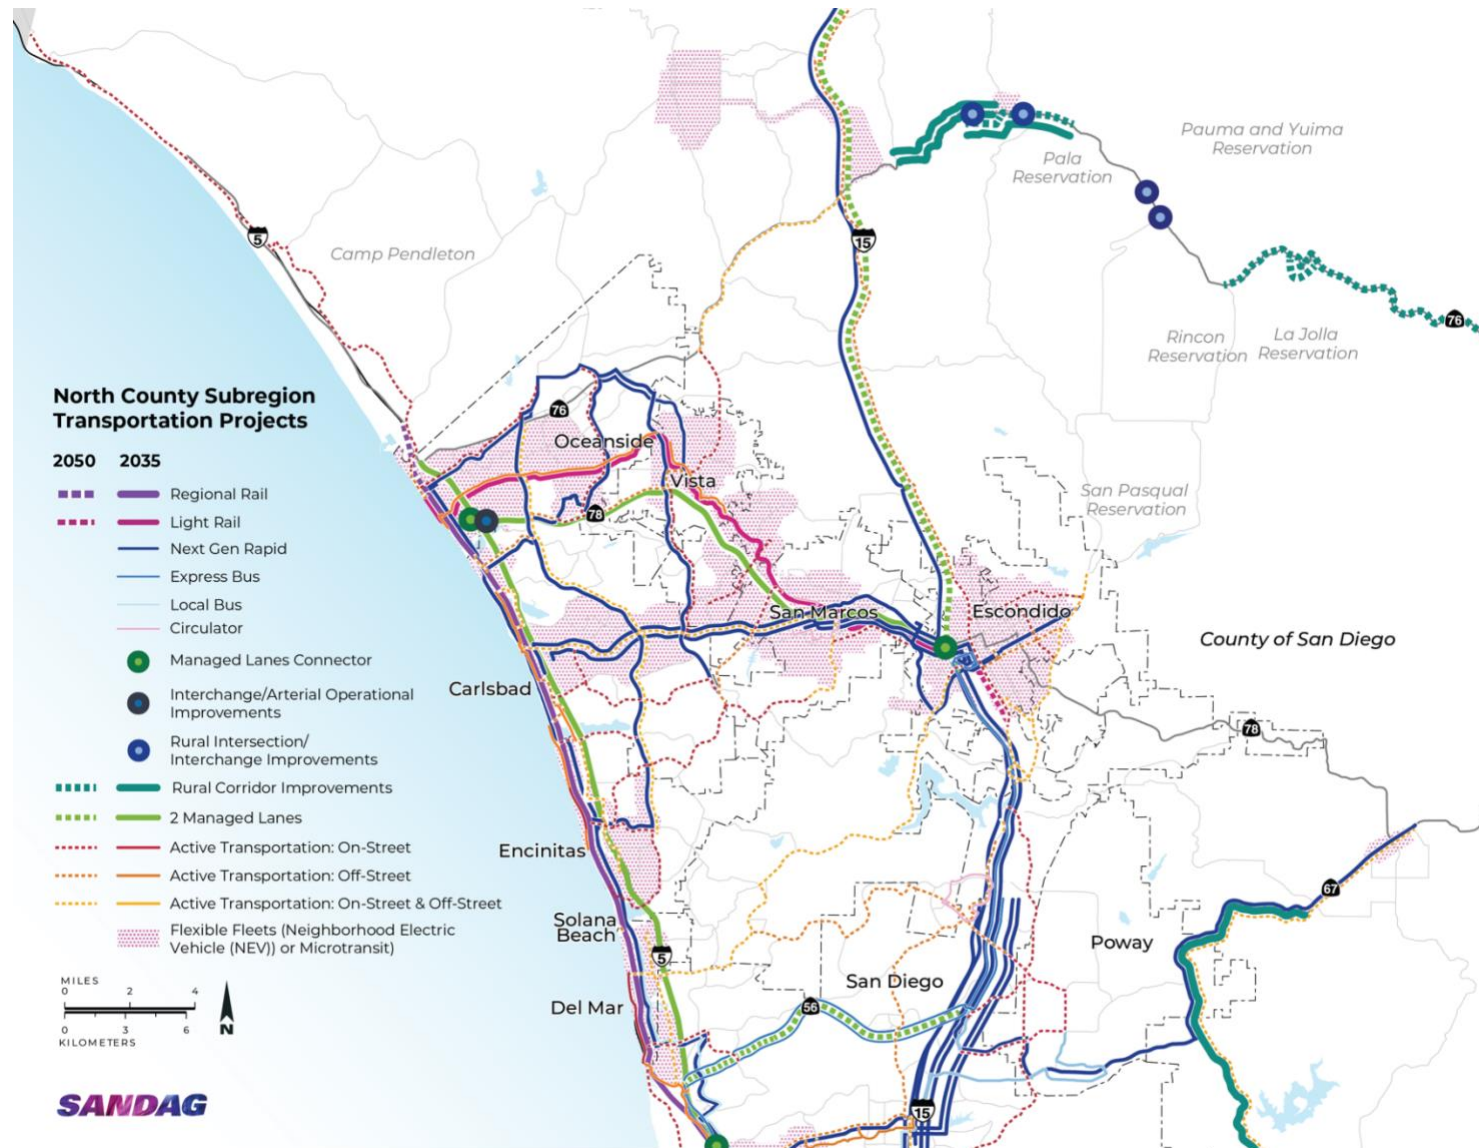 Pauma and Yuima
Reservation
Pala
Reservation
5
15
Camp Pendleton
76
Rincon
Reservation
La Jolla
Reservation
North County Subregion
Transportation Projects
2050 2035
Regional Rail
Light Rail
Next Gen Rapid
Express Bus
Local Bus
Circulator
Managed Lanes Connector
Interchange/Arterial Operational
Improvements
Rural Intersection/
Interchange Improvements
Rural Corridor Improvements
2 Managed Lanes
Active Transportation: On-Street
Active Transportation: Off-Street
Active Transportation: On-Street & Off-Street
Flexible Fleets (Neighborhood Electric
Vehicle (NEV)) or Microtransit)
76
Oceanside
Vista
78
San Pasqual
Reservation
San Marcos
Escondido
County of San Diego
Carlsbad
78
Encinitas
67
Solana
Beach
Poway
5
San Diego
Del Mar
56
15
MILES
0 2 4
0 3 6
KILOMETERS
N
SANDAG